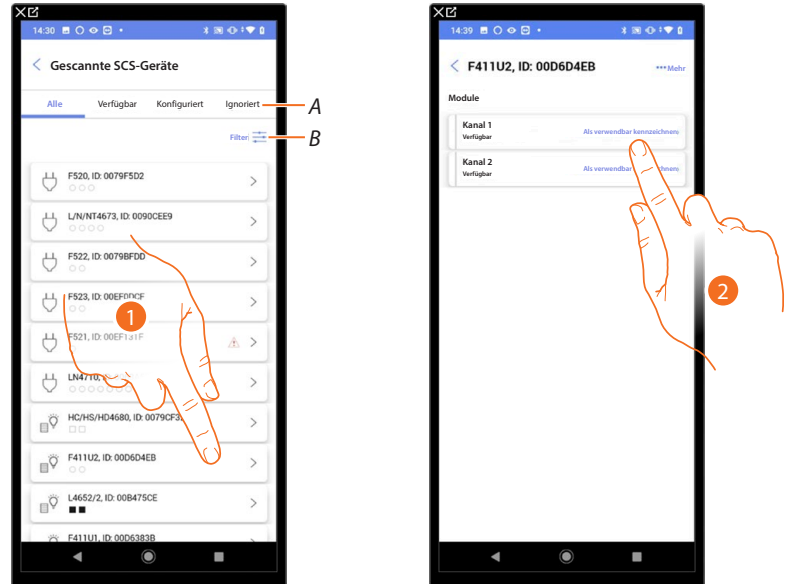 14:30
Gescannte SCS-Geräte
Alle Verfügbar Konfiguriert Ignoriert
A
Filter
B
F520, ID: 0079F5D2
L/N/NT4673, ID: 0090CEE9
F522, ID: 0079BFDD
F523, ID: 00EF0DCF
1
F521, ID: 00EF131F
LN4710,
HC/HS/HD4680, ID: 0079CF3
F411U2, ID: 00D6D4EB
L4652/2, ID: 00B475CE
F411U1, ID: 00D6383B
14:39
F411U2, ID: 00D6D4EB
Mehr
Module
Kanal 1
Verfügbar
Als verwendbar kennzeichnen
Kanal 2
Verfügbar
Als verwendbar
2